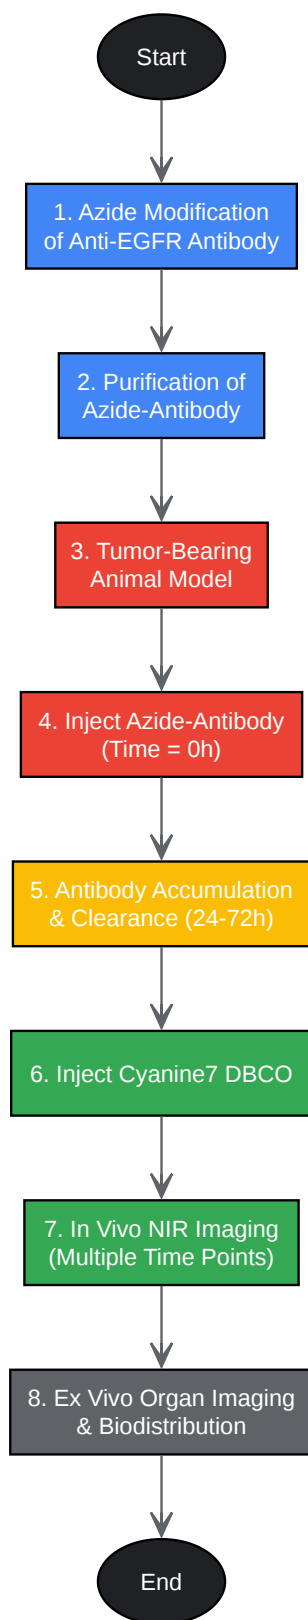 Start
1. Azide Modification
of Anti-EGFR Antibody
2. Purification of
Azide-Antibody
3. Tumor-Bearing
Animal Model
4. Inject Azide-Antibody
(Time = 0h)
5. Antibody Accumulation
& Clearance (24-72h)
6. Inject Cyanine7 DBCO
7. In Vivo NIR Imaging
(Multiple Time Points)
8. Ex Vivo Organ Imaging
& Biodistribution
End